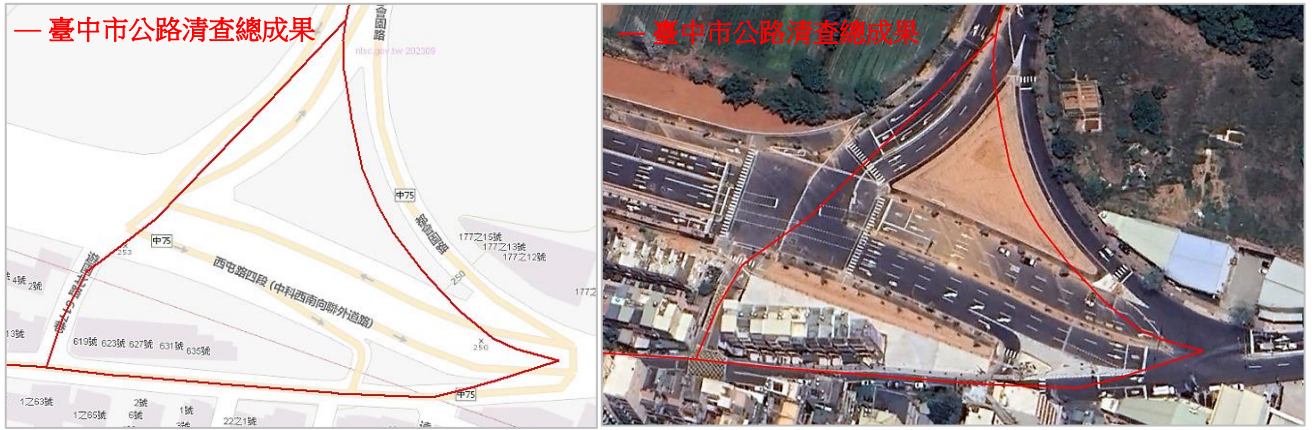 — 臺中市公路清查總成果
nlsc.gov.tw 202309
中75
177之15號
177之13號
177之12號
250
中75
253
西屯路四段 (中科西南向聯外道路)
4號
2號
13號
619號
623號
627號
631號
635號
250
中75
1之63號
1之65號
2號
6號
1號
3號
22之1號
— 臺中市公路清查總成果